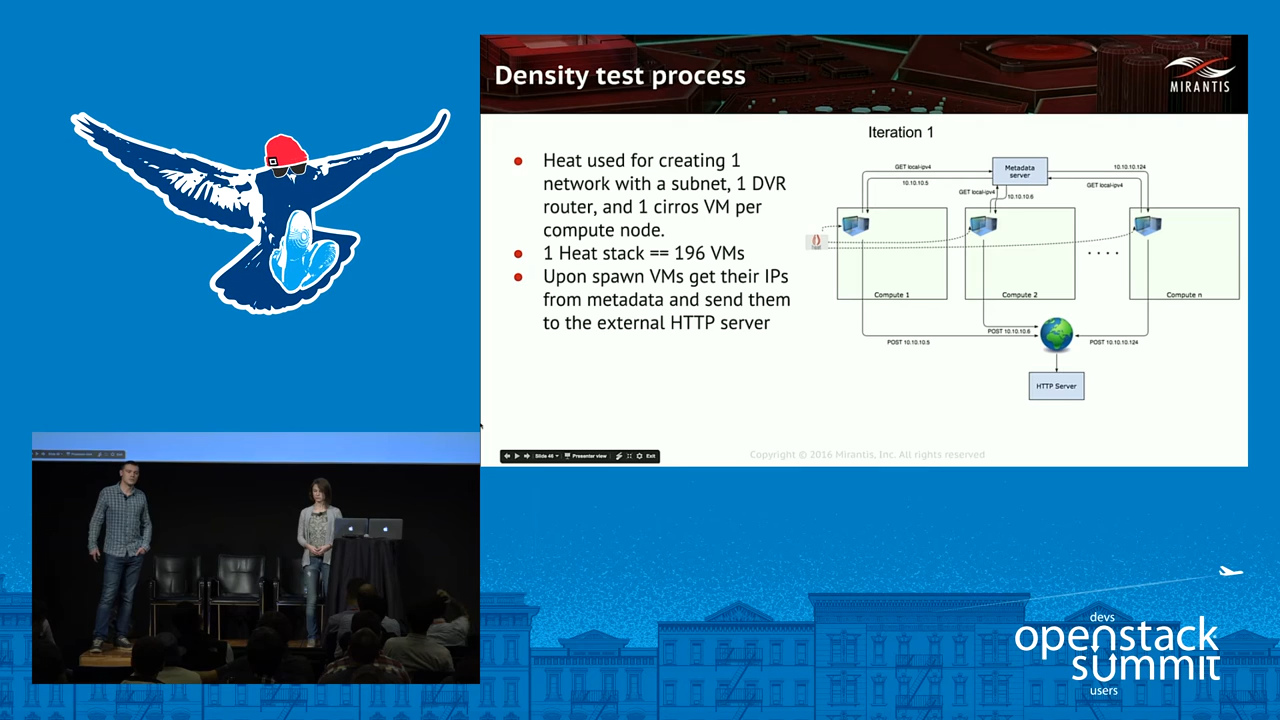 Density test process
MIRANTIS
Iteration 1
Heat used for creating 1
network with a subnet, 1 DVR
router, and 1 cirros VM per
compute node.
1 Heat stack == 196 VMs
Upon spawn VMs get their IPs
from metadata and send them
to the external HTTP server
Metadata
server
GET local-ipv4
10.10.10.5
GET local-ipv4
10.10.10.6
10.10.10.124
GET local-ipv4
Compute 1
Compute 2
. . . .
Compute n
POST 10.10.10.5
POST 10.10.10.6
POST 10.10.10.124
HTTP Server
Slide 46
Presenter view
Exit
Copyright © 2016 Mirantis, Inc. All rights reserved
devs
openstack
summit
users